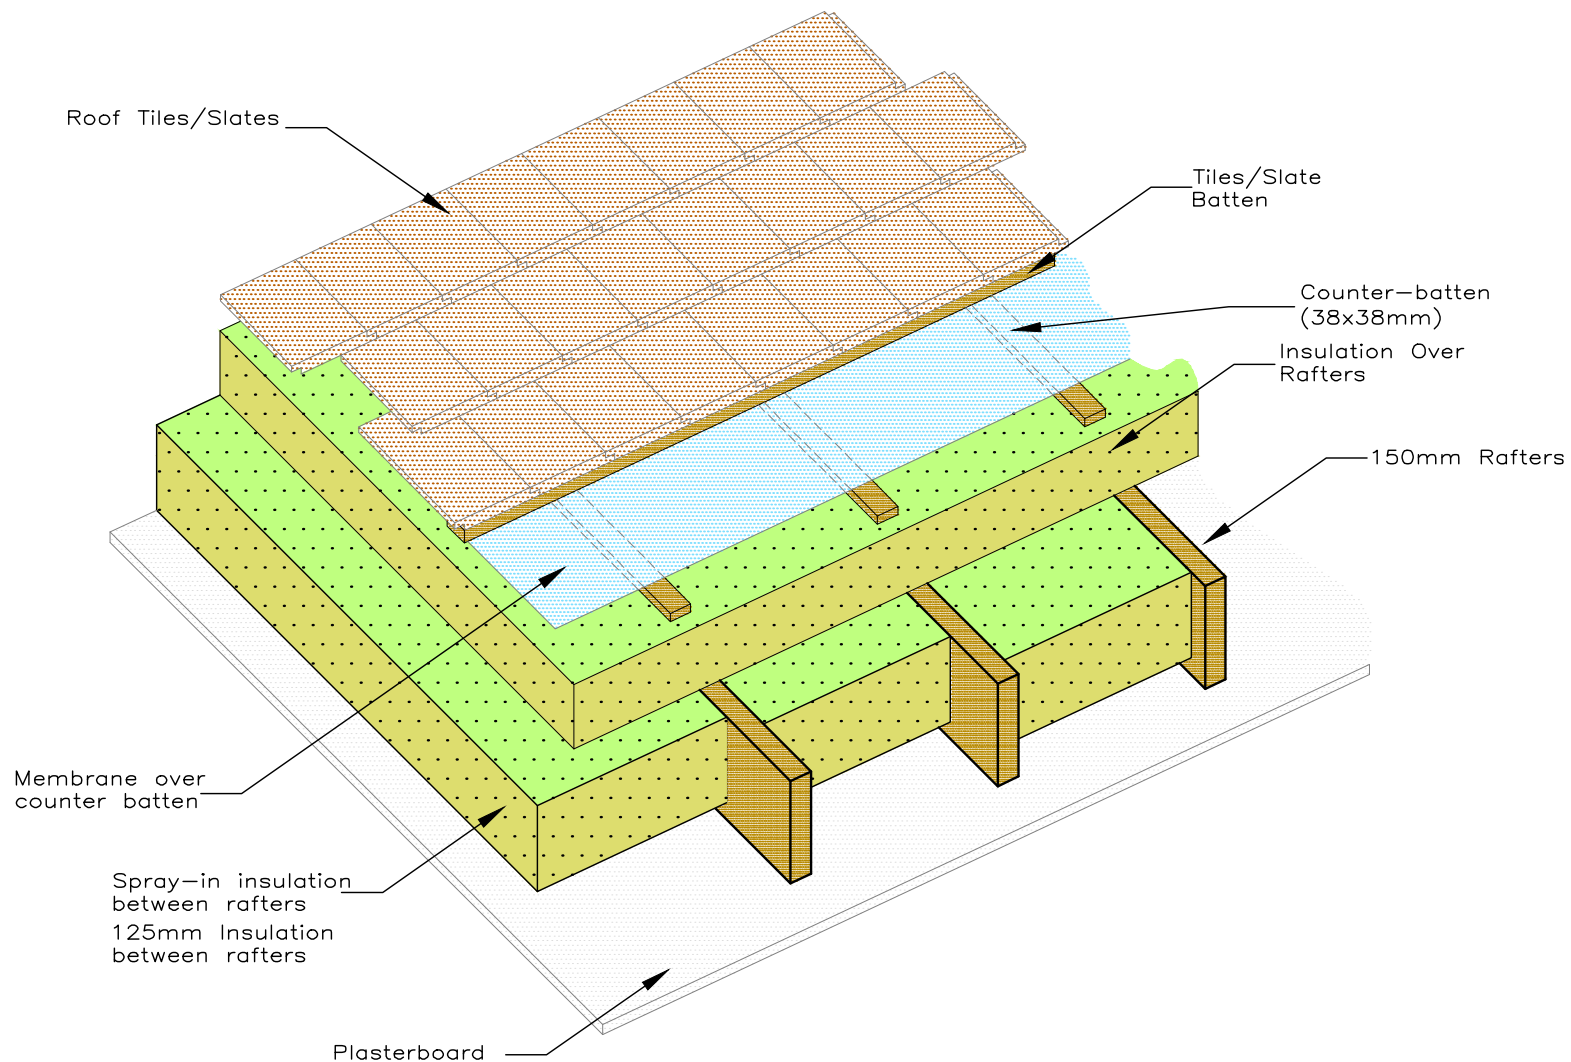 Roof Tiles/Slates
Tiles/Slate
Batten
Counter-batten
(38x38mm)
Insulation Over
Rafters
150mm Rafters
Membrane over
counter batten
Spray-in insulation
between rafters
125mm Insulation
between rafters
Plasterboard